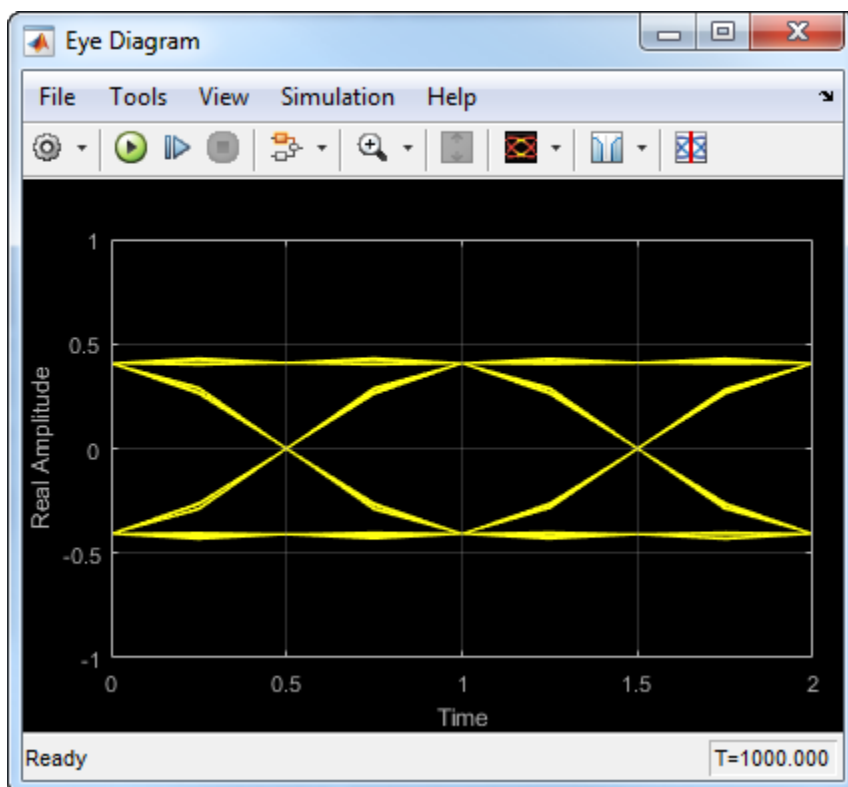 Eye Diagram
File Tools View Simulation Help
1
0.5
0
-0.5
-1
Real Amplitude
0 0.5 1 1.5 2
Time
Ready T=1000.000